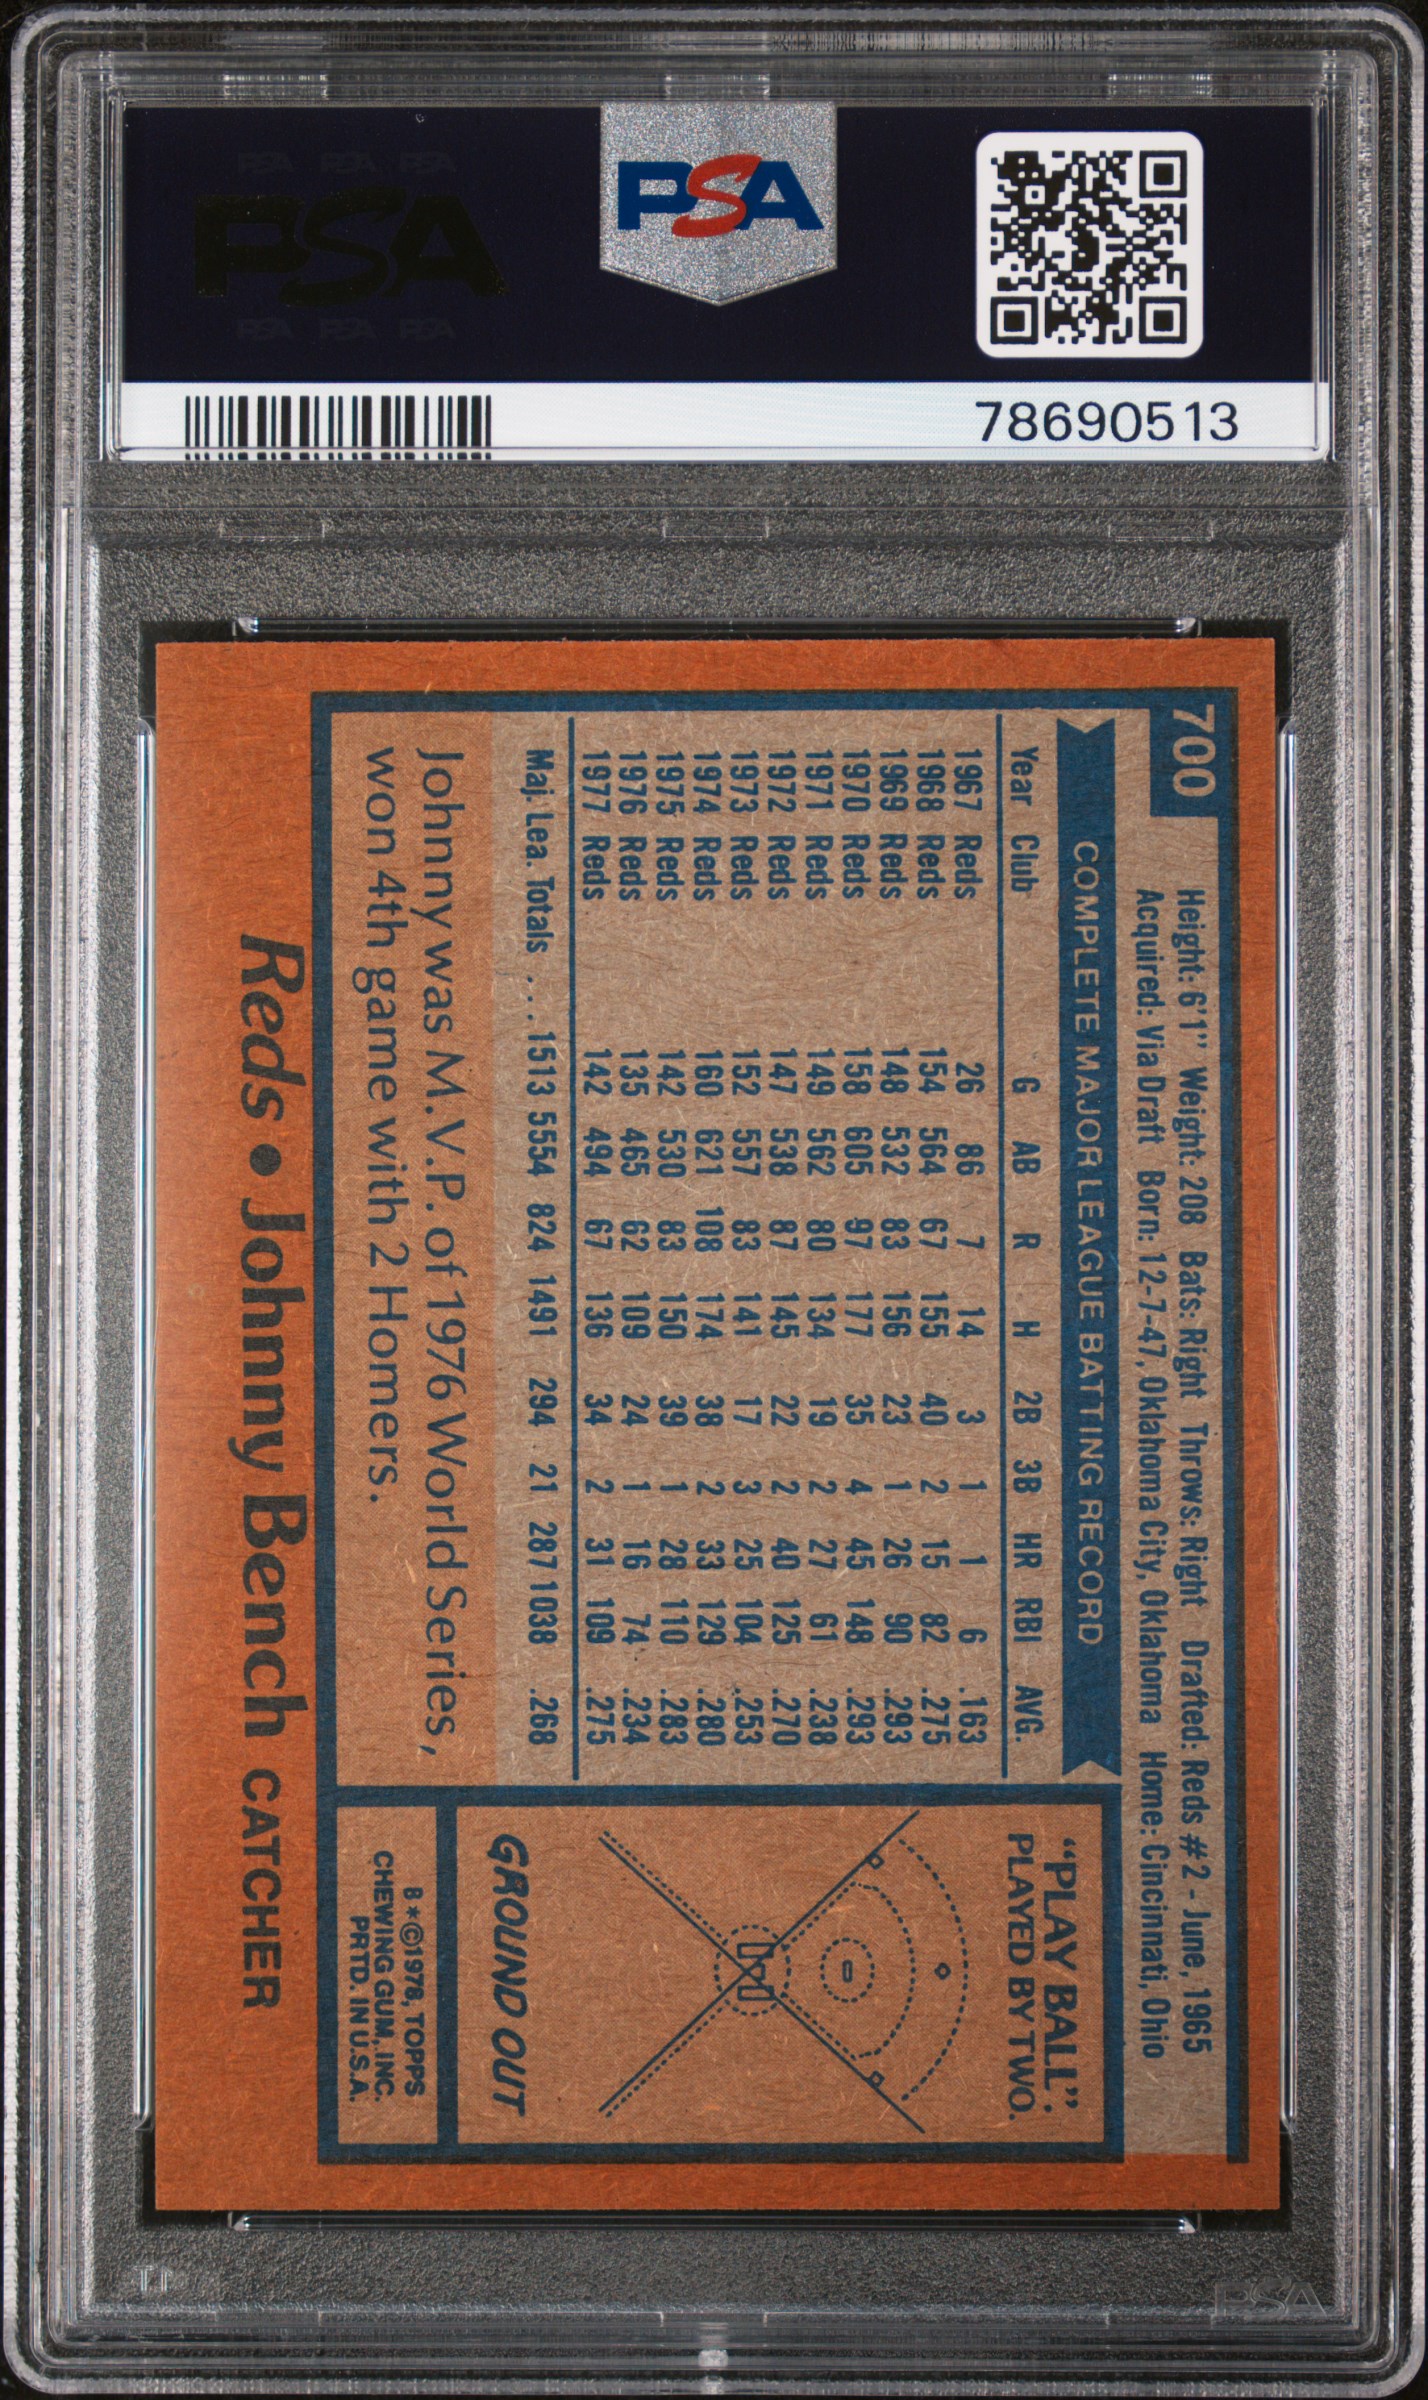 PSA PSA PSA
PSA
PSA PSA PSA
PSA
78690513
700
Height: 6'1" Weight: 208 Bats: Right Throws: Right Drafted: Reds #2 - June, 1965
Acquired: Via Draft Born: 12-7-47, Oklahoma City, Oklahoma Home: Cincinnati, Ohio
COMPLETE MAJOR LEAGUE BATTING RECORD
Year Club G AB R H 2B 3B HR RBI AVG.
1967 Reds 26 86 7 14 3 1 1 6 .163
1968 Reds 154 564 67 155 40 2 15 82 .275
1969 Reds 148 532 83 156 23 1 26 90 .293
1970 Reds 158 605 97 177 35 4 45 148 .293
1971 Reds 149 562 80 134 19 2 27 61 .238
1972 Reds 147 538 87 145 22 2 40 125 .270
1973 Reds 152 557 83 141 17 3 25 104 .253
1974 Reds 160 621 108 174 38 2 33 129 .280
1975 Reds 142 530 83 150 39 1 28 110 .283
1976 Reds 135 465 62 109 24 1 16 74 .234
1977 Reds 142 494 67 136 34 2 31 109 .275
Maj. Lea. Totals . . . 1513 5554 824 1491 294 21 287 1038 .268
Johnny was M.V.P. of 1976 World Series,
won 4th game with 2 Homers.
"PLAY BALL":
PLAYED BY TWO.
GROUND OUT
B *©1978, TOPPS
CHEWING GUM, INC.
PRTD. IN U.S.A.
Reds • Johnny Bench CATCHER
PSA